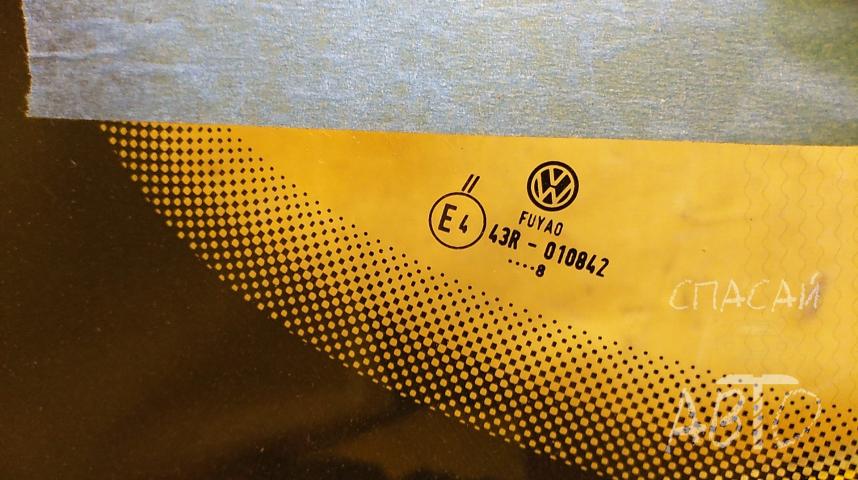 VW
FUYAO
E4 43R - 010842
....8
СПАСАЙ
АВТО